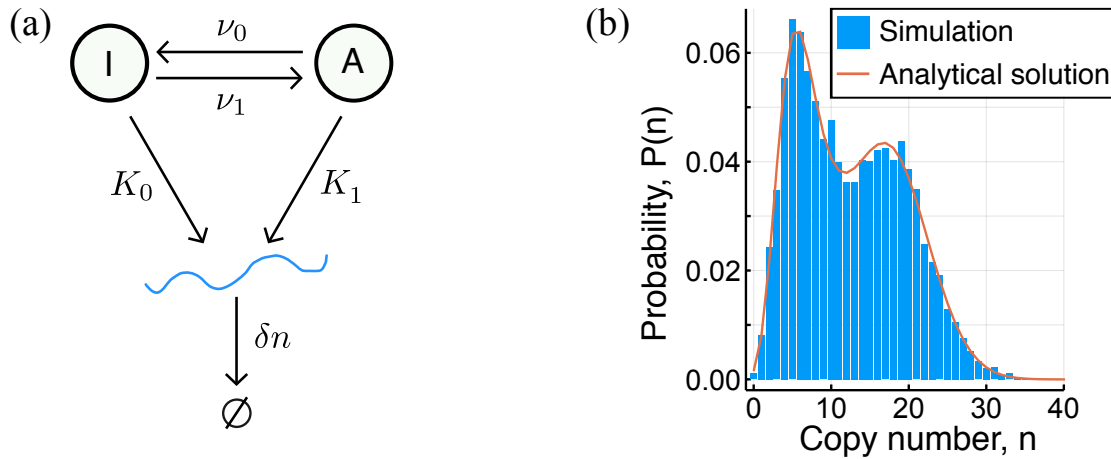 (a)
I
ν₀
ν₁
A
K₀
K₁
δn
∅
(b)
Probability, P(n)
0.06
0.04
0.02
0.00
Simulation
Analytical solution
0 10 20 30 40
Copy number, n